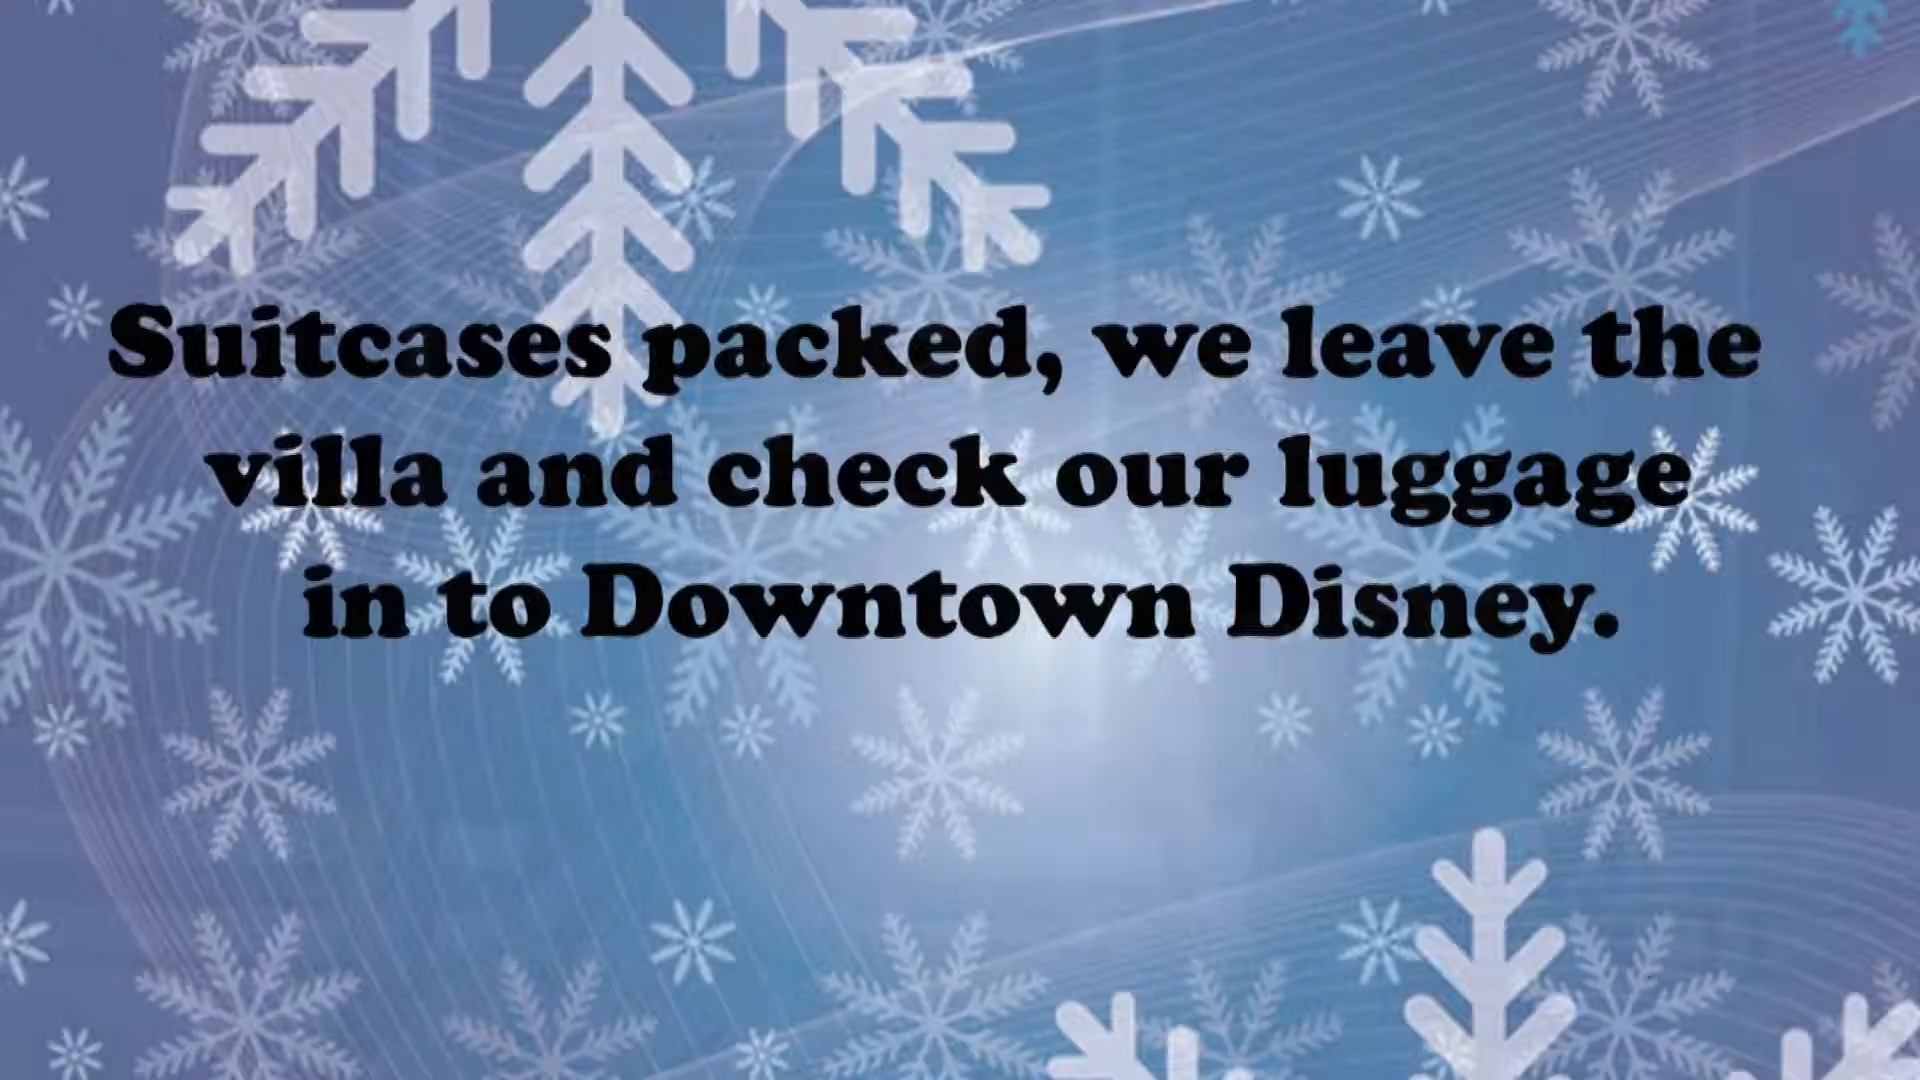 Suitcases packed, we leave the
villa and check our luggage
in to Downtown Disney.